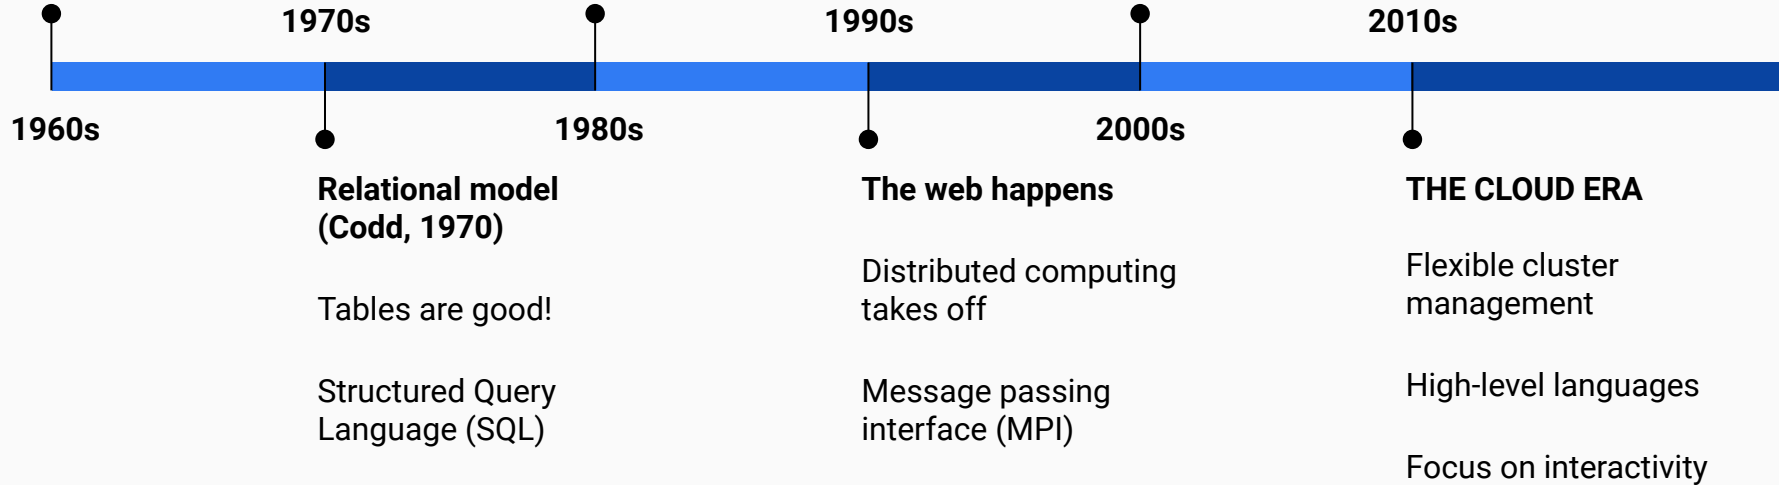 1970s
1990s
2010s
1960s
1980s
2000s
Relational model
(Codd, 1970)
Tables are good!
Structured Query
Language (SQL)
The web happens
Distributed computing
takes off
Message passing
interface (MPI)
THE CLOUD ERA
Flexible cluster
management
High-level languages
Focus on interactivity